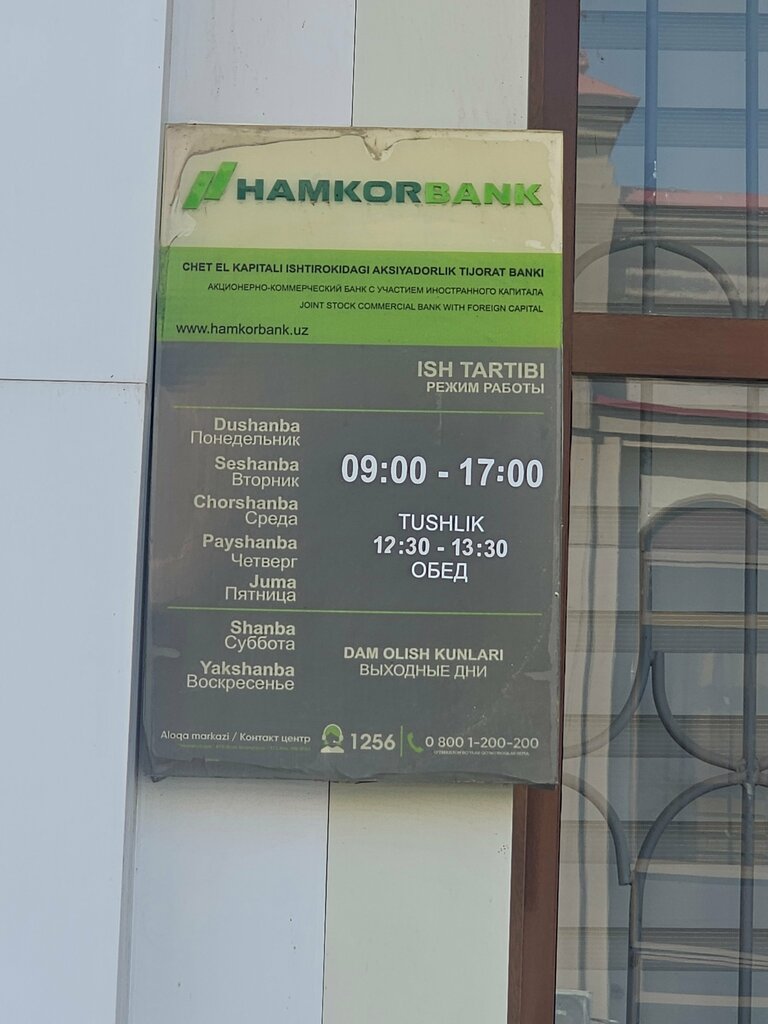 HAMKORBANK
CHET EL KAPITALI ISHTIROKIDAGI AKSIYADORLIK TIJORAT BANKI
АКЦИОНЕРНО-КОММЕРЧЕСКИЙ БАНК С УЧАСТИЕМ ИНОСТРАННОГО КАПИТАЛА
JOINT STOCK COMMERCIAL BANK WITH FOREIGN CAPITAL
www.hamkorbank.uz
ISH TARTIBI
РЕЖИМ РАБОТЫ
Dushanba
Понедельник
Seshanba
Вторник
Chorshanba
Среда
Payshanba
Четверг
Juma
Пятница
09:00 - 17:00
TUSHLIK
12:30 - 13:30
ОБЕД
Shanba
Суббота
Yakshanba
Воскресенье
DAM OLISH KUNLARI
ВЫХОДНЫЕ ДНИ
Aloqa markazi / Контакт центр 1256 0 800 1-200-200